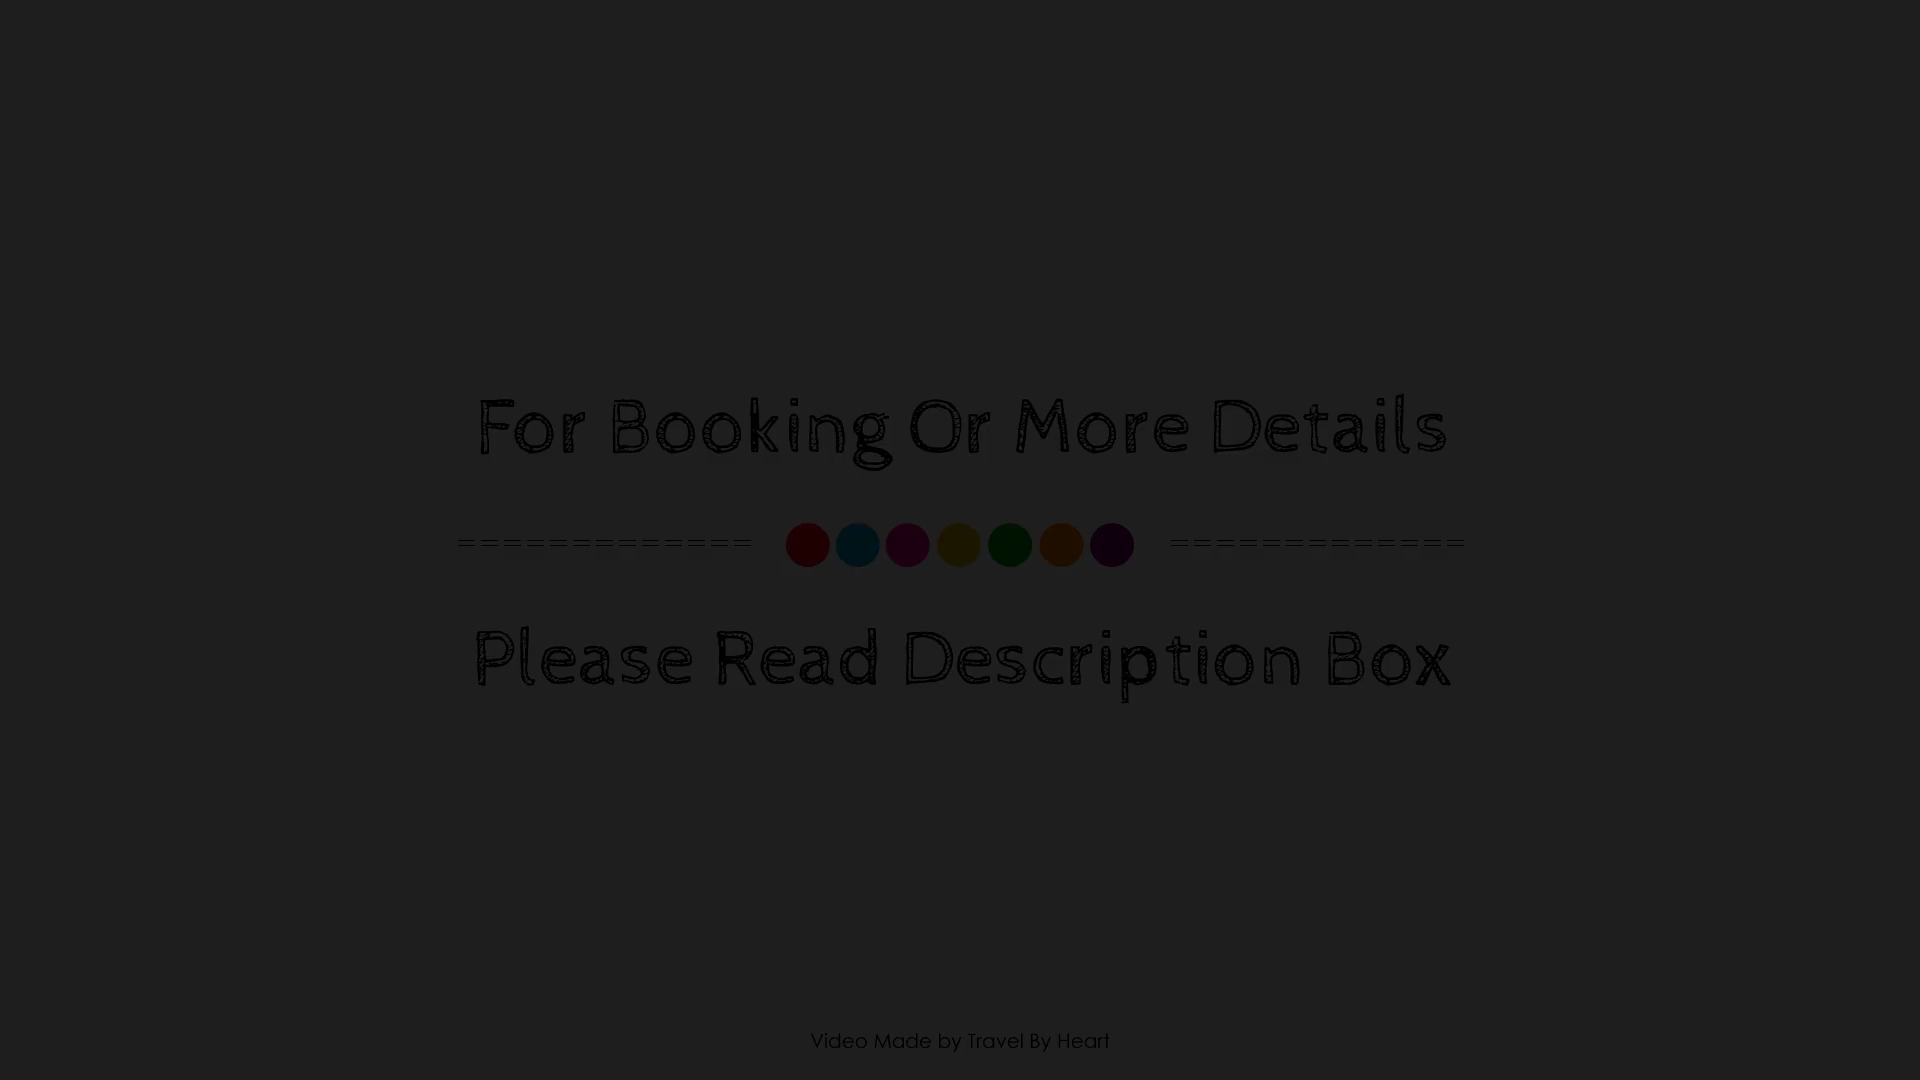 For Booking Or More Details
============= =============
Please Read Description Box
Video Made by Travel By Heart